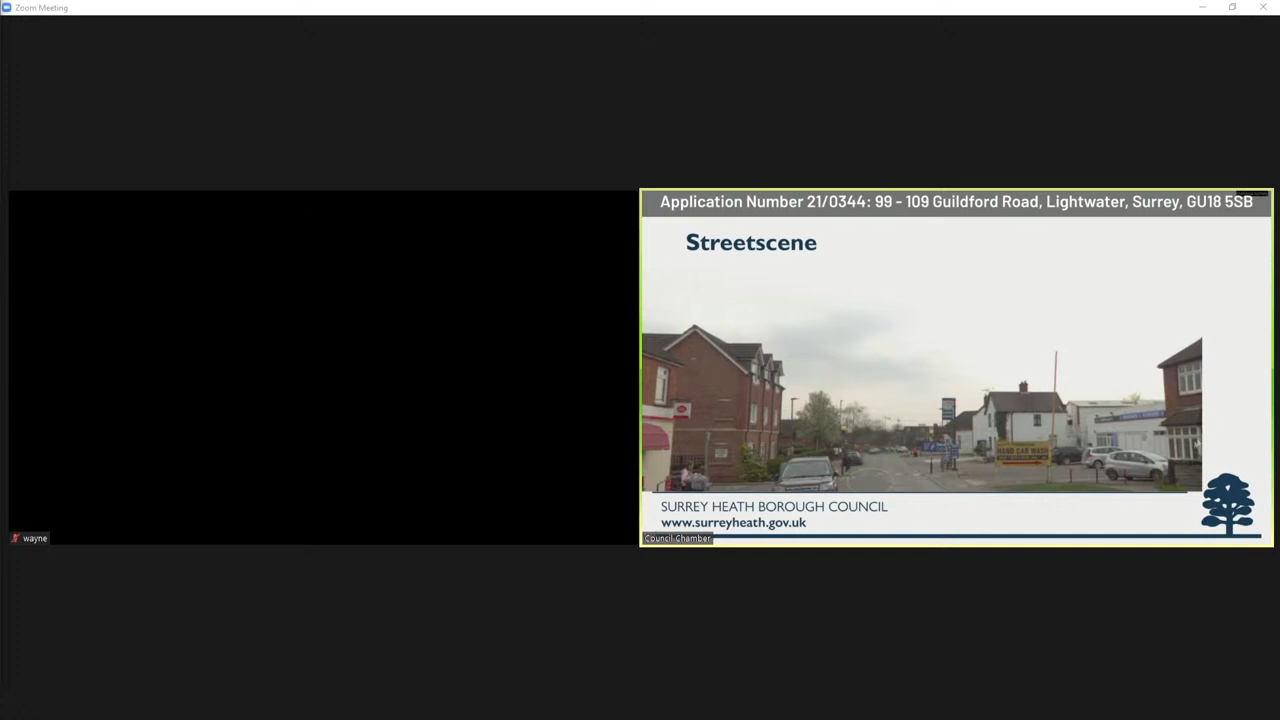 Zoom Meeting
Application Number 21/0344: 99 - 109 Guildford Road, Lightwater, Surrey, GU18 5SB
Streetscene
HAND CAR WASH
SURREY HEATH BOROUGH COUNCIL
www.surreyheath.gov.uk
wayne
Council Chamber